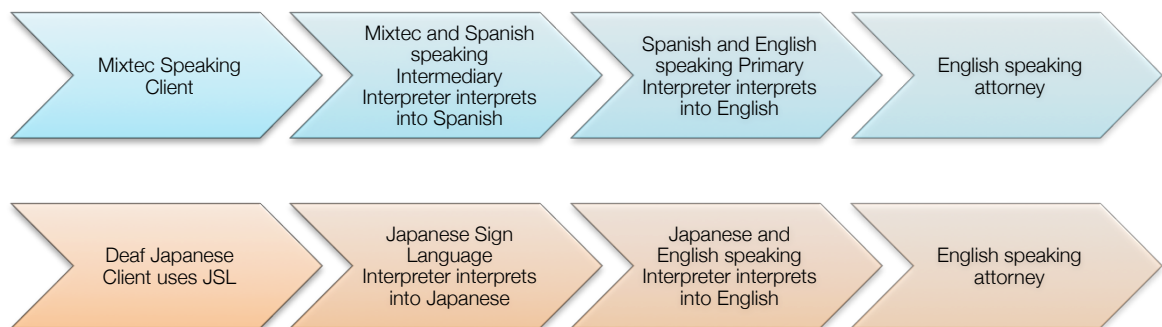 Mixtec Speaking
Client
Mixtec and Spanish
speaking
Intermediary
Interpreter interprets
into Spanish
Spanish and English
speaking Primary
Interpreter interprets
into English
English speaking
attorney
Deaf Japanese
Client uses JSL
Japanese Sign
Language
Interpreter interprets
into Japanese
Japanese and
English speaking
Interpreter interprets
into English
English speaking
attorney